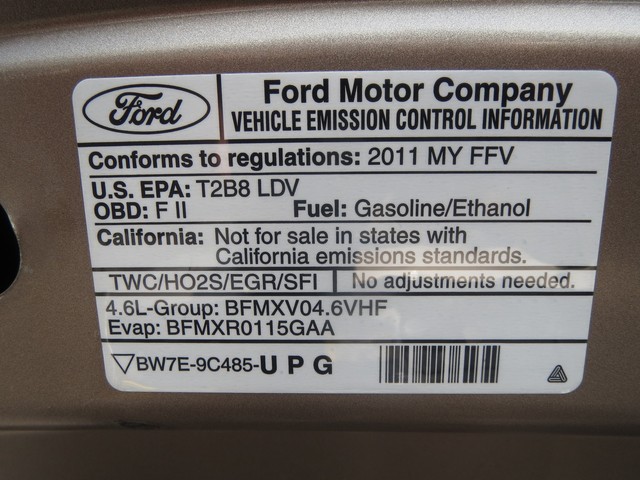 Ford
Ford Motor Company
VEHICLE EMISSION CONTROL INFORMATION
Conforms to regulations: 2011 MY FFV
U.S. EPA: T2B8 LDV
OBD: F II Fuel: Gasoline/Ethanol
California: Not for sale in states with
California emissions standards.
TWC/HO2S/EGR/SFI No adjustments needed.
4.6L-Group: BFMXV04.6VHF
Evap: BFMXR0115GAA
BW7E-9C485-U P G